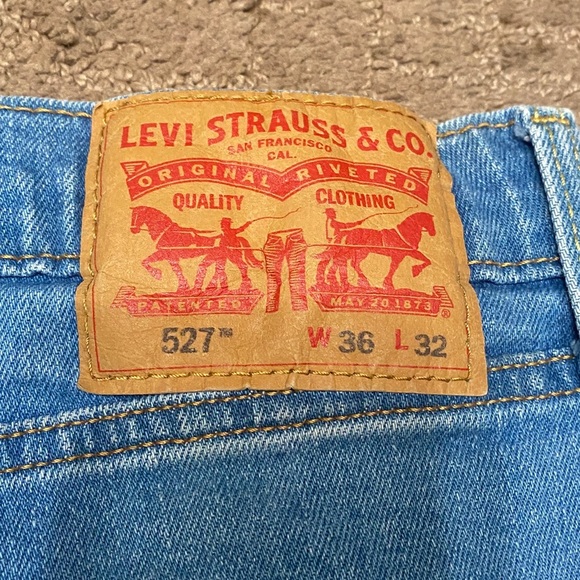 LEVI STRAUSS & CO.
SAN FRANCISCO
CAL.
ORIGINAL RIVETED
QUALITY CLOTHING
PATENTED MAY 20 1873 ®
527™ W 36 L 32